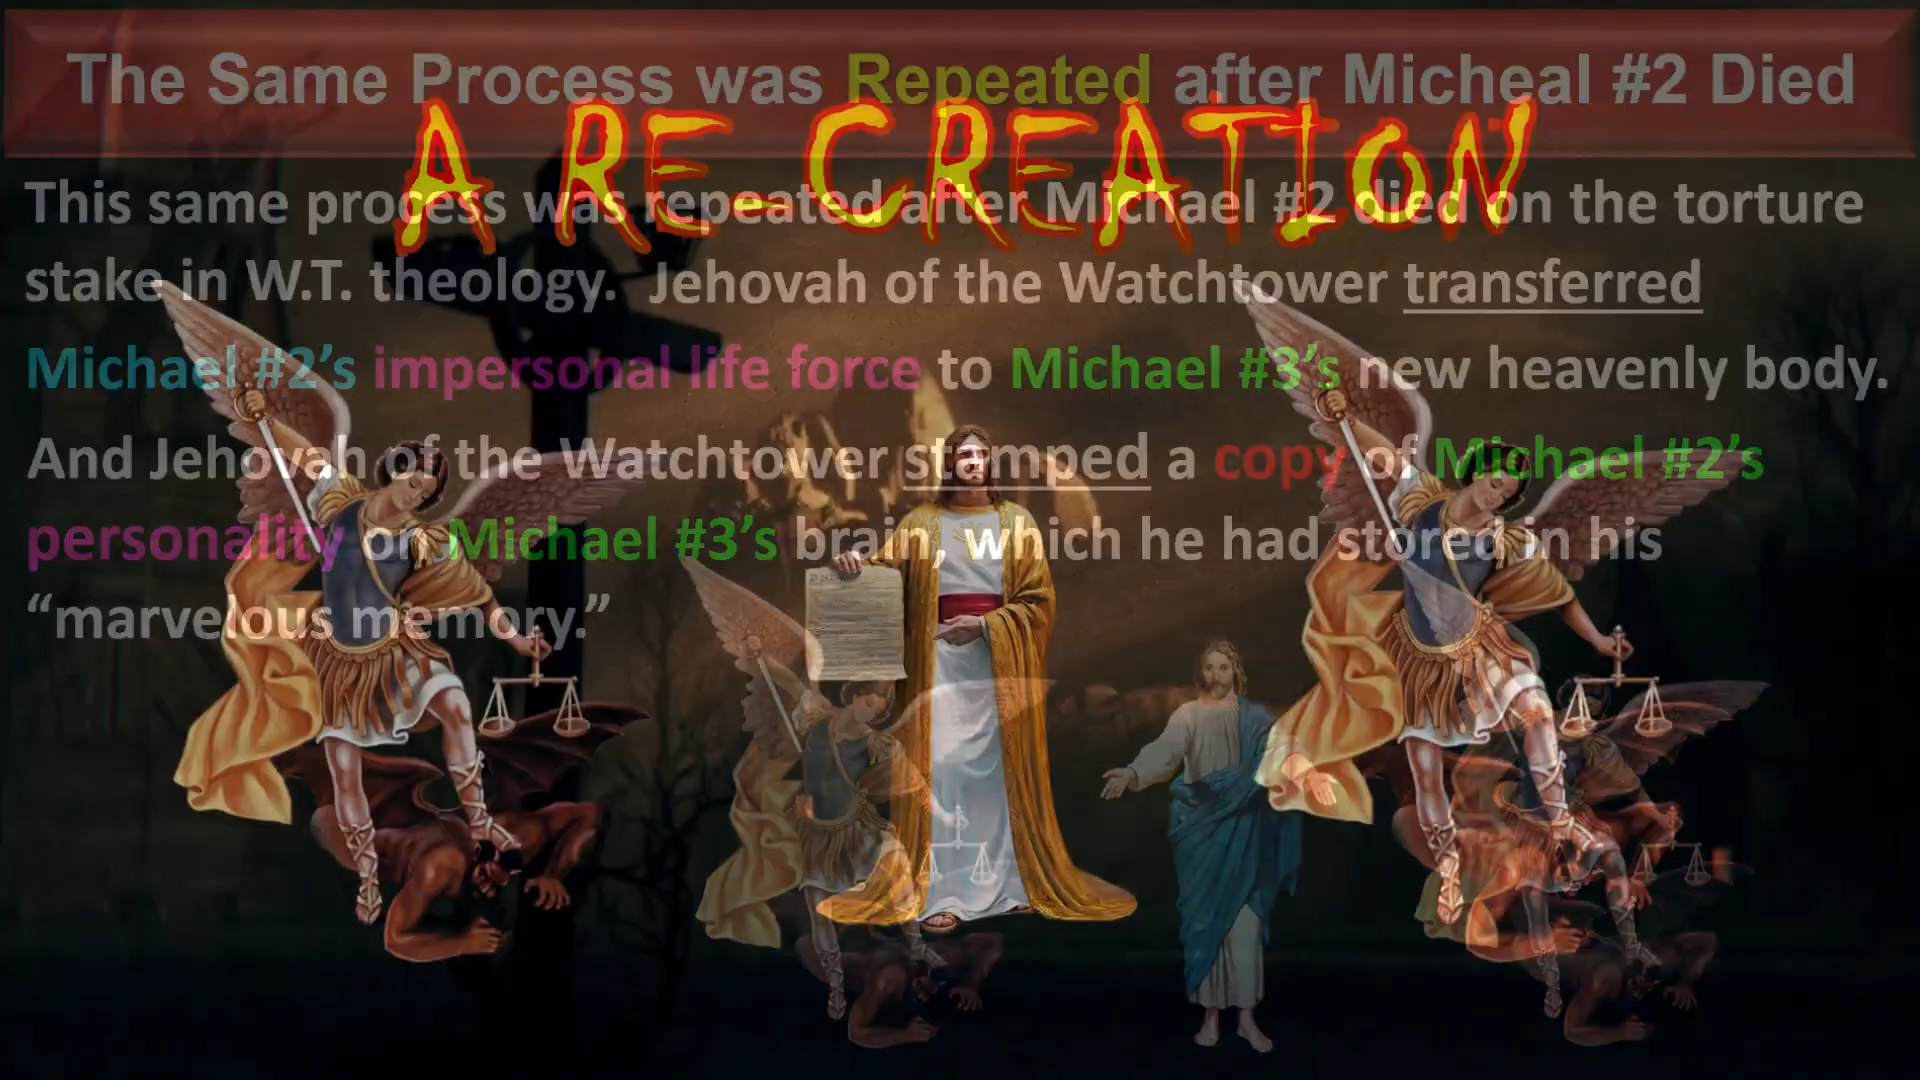 The Same Process was Repeated after Micheal #2 Died
A RE-CREATION
This same process was repeated after Michael #2 died on the torture
stake in W.T. theology. Jehovah of the Watchtower transferred
Michael #2's impersonal life force to Michael #3's new heavenly body.
And Jehovah of the Watchtower stamped a copy of Michael #2's
personality on Michael #3's brain, which he had stored in his
“marvelous memory.”